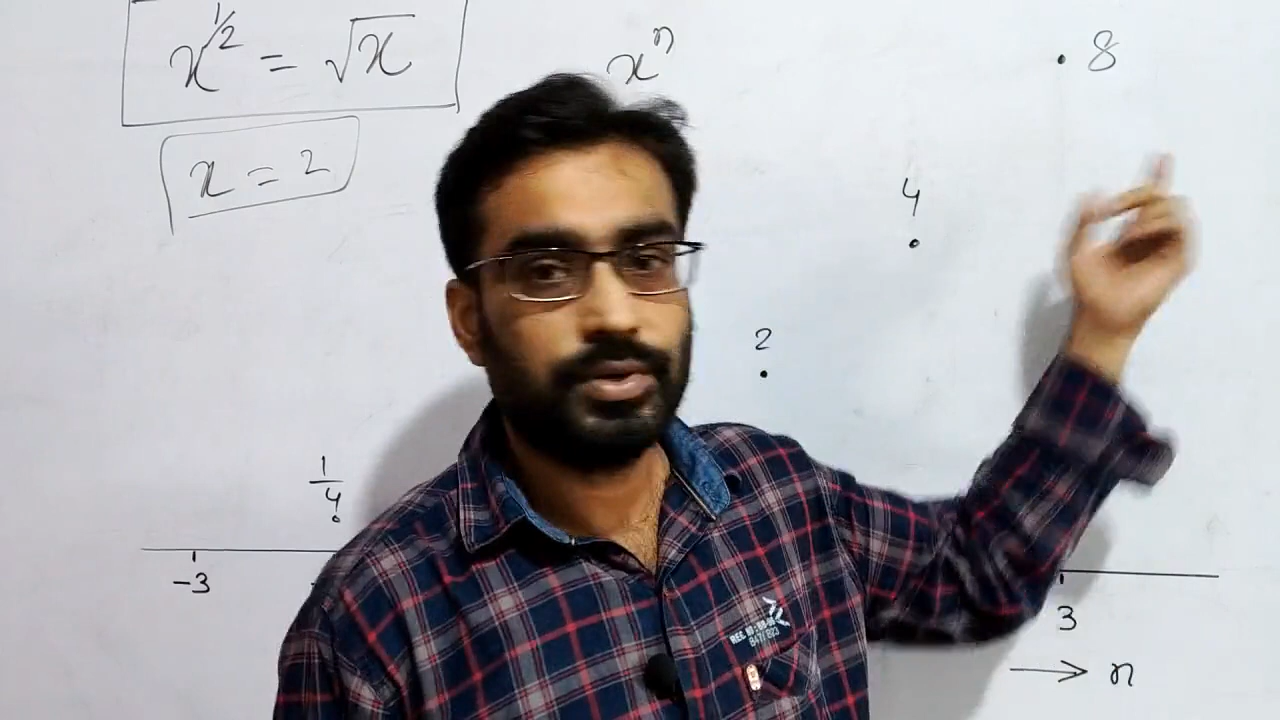 x^{1/2} = √x
x^n
• 8
x = 2
4
2
1/4
-3
3
→ n